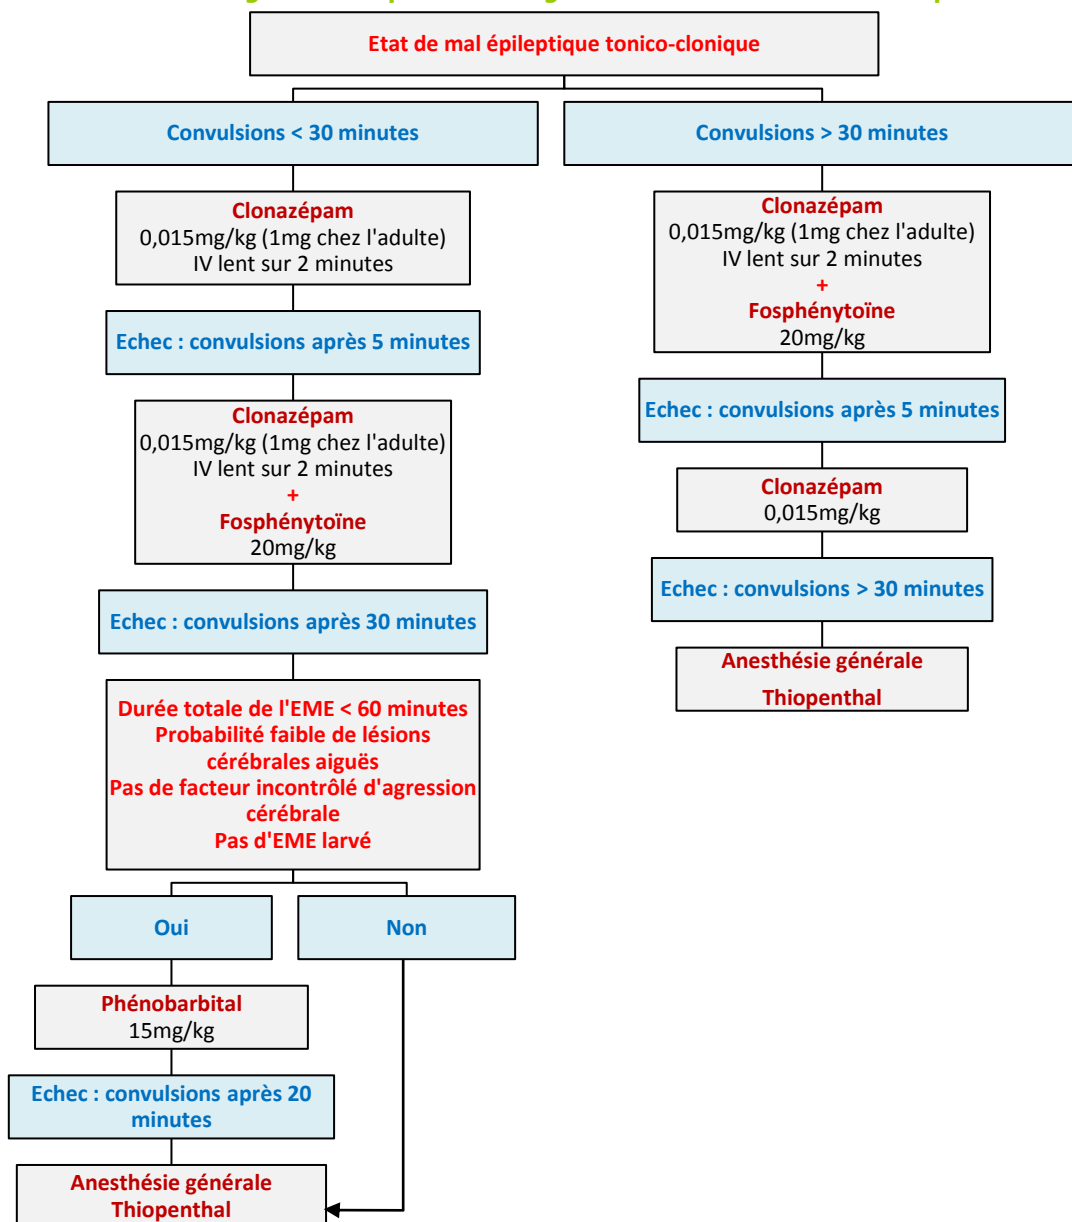 Etat de mal épileptique tonico-clonique
Convulsions < 30 minutes
Convulsions > 30 minutes
Clonazépam
0,015mg/kg (1mg chez l'adulte)
IV lent sur 2 minutes
Clonazépam
0,015mg/kg (1mg chez l'adulte)
IV lent sur 2 minutes
+
Fosphénytoïne
20mg/kg
Echec : convulsions après 5 minutes
Echec : convulsions après 5 minutes
Clonazépam
0,015mg/kg (1mg chez l'adulte)
IV lent sur 2 minutes
+
Fosphénytoïne
20mg/kg
Clonazépam
0,015mg/kg
Echec : convulsions > 30 minutes
Echec : convulsions après 30 minutes
Anesthésie générale
Thiopenthal
Durée totale de l'EME < 60 minutes
Probabilité faible de lésions
cérébrales aiguës
Pas de facteur incontrôlé d'agression
cérébrale
Pas d'EME larvé
Oui
Non
Phénobarbital
15mg/kg
Echec : convulsions après 20
minutes
Anesthésie générale
Thiopenthal